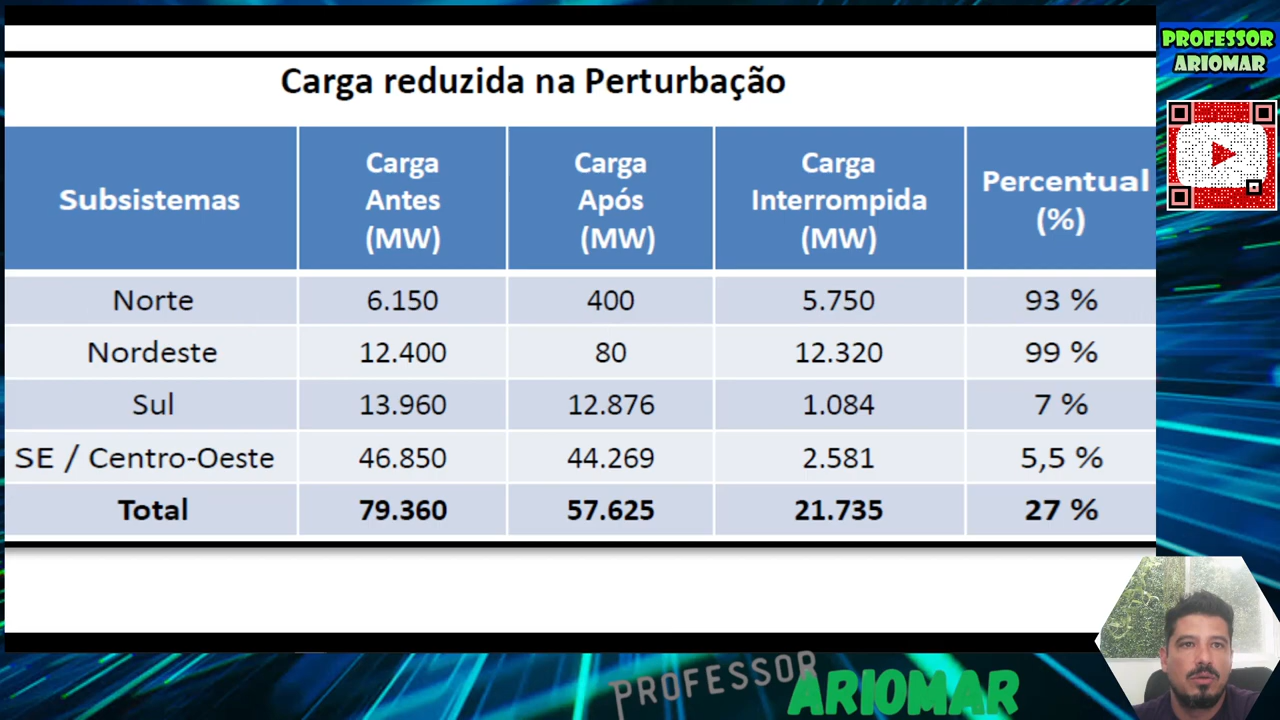 PROFESSOR
ARIOMAR
Carga reduzida na Perturbação
Subsistemas
Carga
Antes
(MW)
Carga
Após
(MW)
Carga
Interrompida
(MW)
Percentual
(%)
Norte 6.150 400 5.750 93 %
Nordeste 12.400 80 12.320 99 %
Sul 13.960 12.876 1.084 7 %
SE / Centro-Oeste 46.850 44.269 2.581 5,5 %
Total 79.360 57.625 21.735 27 %
PROFESSOR
ARIOMAR